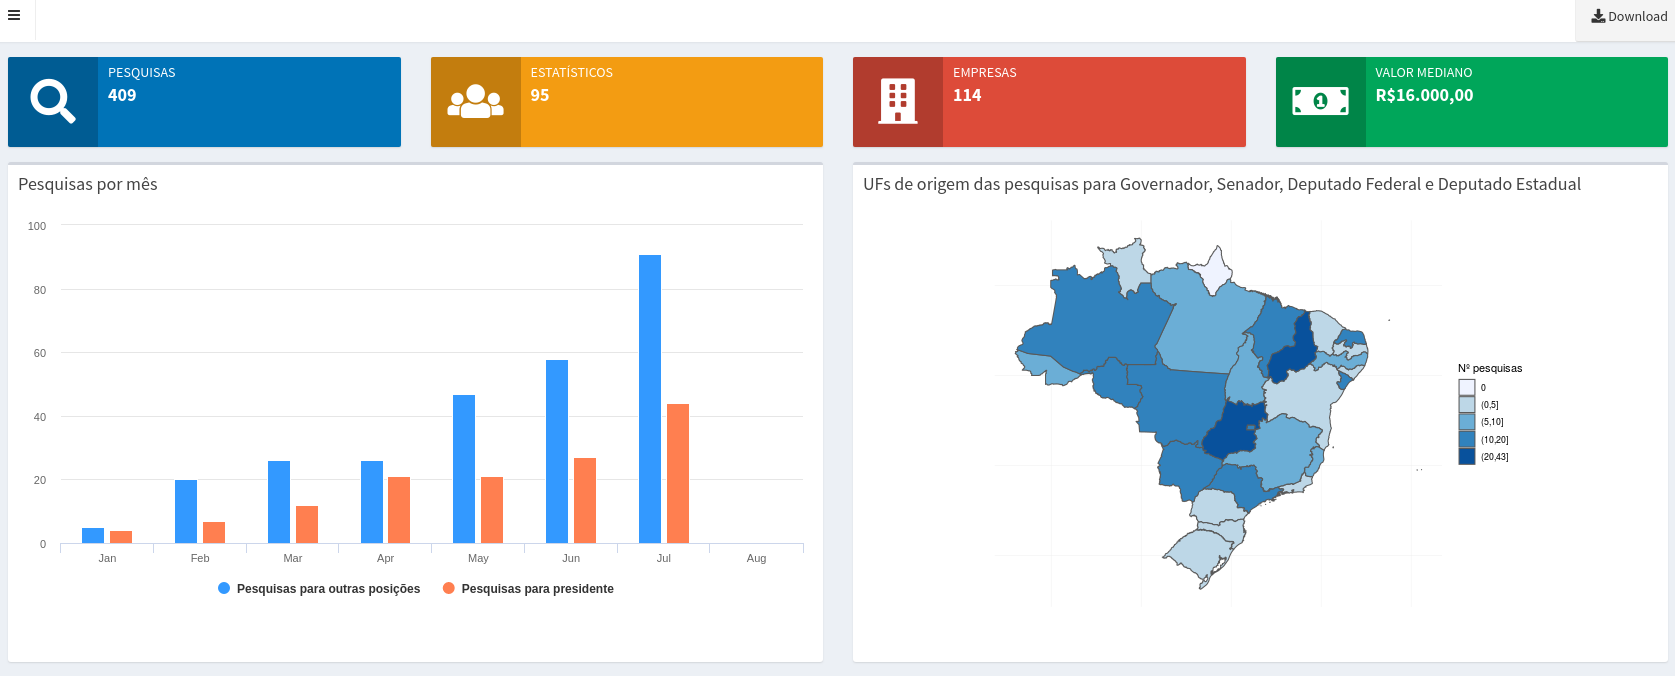 Download
PESQUISAS
409
ESTATÍSTICOS
95
EMPRESAS
114
VALOR MEDIANO
R$16.000,00
1
Pesquisas por mês
100
80
60
40
20
0
Jan Feb Mar Apr May Jun Jul Aug
Pesquisas para outras posições Pesquisas para presidente
UFs de origem das pesquisas para Governador, Senador, Deputado Federal e Deputado Estadual
Nº pesquisas
0
(0,5]
(5,10]
(10,20]
(20,43]